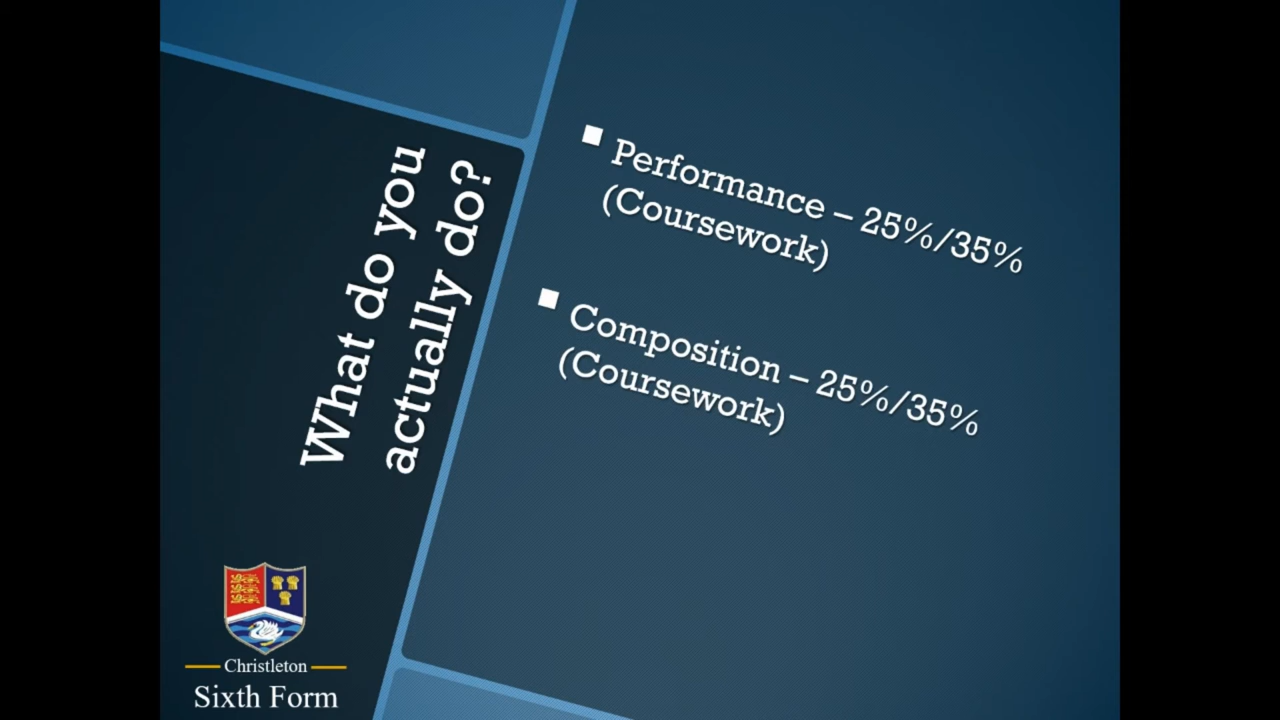 What do you
actually do?
Performance – 25%/35%
(Coursework)
Composition – 25%/35%
(Coursework)
Christleton
Sixth Form